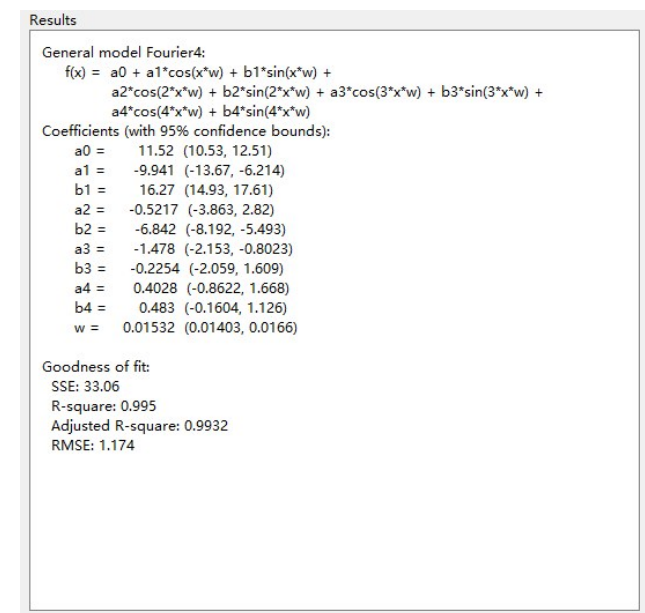 Results
General model Fourier4:
f(x) = a0 + a1*cos(x*w) + b1*sin(x*w) +
a2*cos(2*x*w) + b2*sin(2*x*w) + a3*cos(3*x*w) + b3*sin(3*x*w) +
a4*cos(4*x*w) + b4*sin(4*x*w)
Coefficients (with 95% confidence bounds):
a0 = 11.52 (10.53, 12.51)
a1 = -9.941 (-13.67, -6.214)
b1 = 16.27 (14.93, 17.61)
a2 = -0.5217 (-3.863, 2.82)
b2 = -6.842 (-8.192, -5.493)
a3 = -1.478 (-2.153, -0.8023)
b3 = -0.2254 (-2.059, 1.609)
a4 = 0.4028 (-0.8622, 1.668)
b4 = 0.483 (-0.1604, 1.126)
w = 0.01532 (0.01403, 0.0166)
Goodness of fit:
SSE: 33.06
R-square: 0.995
Adjusted R-square: 0.9932
RMSE: 1.174